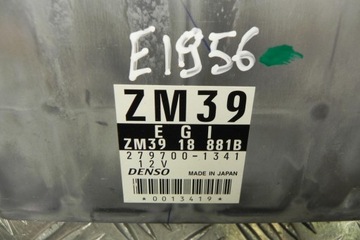 E1956
ZM39
EGI
ZM39 18 881B
279700-1341
12V
DENSO MADE IN JAPAN
*0013419*